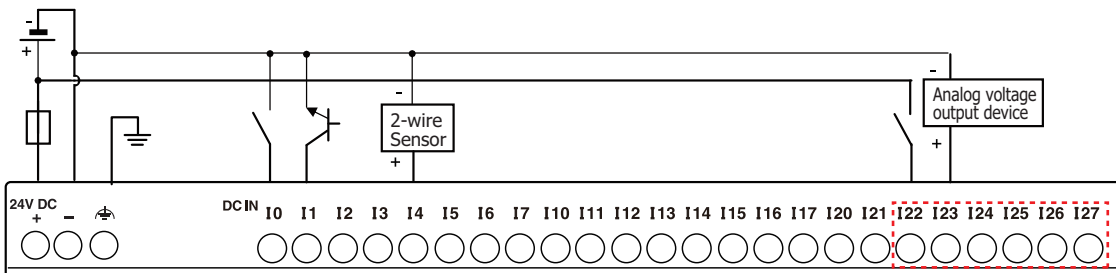 -
+
-
2-wire
Sensor
+
-
Analog voltage
output device
+
24V DC
+ −
DC IN I0 I1 I2 I3 I4 I5 I6 I7 I10 I11 I12 I13 I14 I15 I16 I17 I20 I21 I22 I23 I24 I25 I26 I27